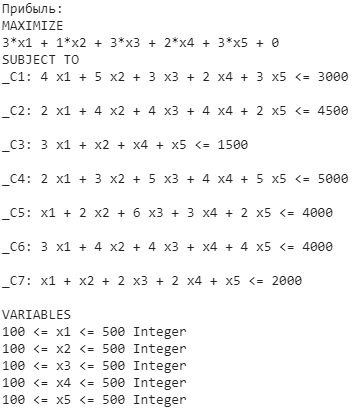 Прибыль:
MAXIMIZE
3*x1 + 1*x2 + 3*x3 + 2*x4 + 3*x5 + 0
SUBJECT TO
_C1: 4 x1 + 5 x2 + 3 x3 + 2 x4 + 3 x5 <= 3000
_C2: 2 x1 + 4 x2 + 4 x3 + 4 x4 + 2 x5 <= 4500
_C3: 3 x1 + x2 + x4 + x5 <= 1500
_C4: 2 x1 + 3 x2 + 5 x3 + 4 x4 + 5 x5 <= 5000
_C5: x1 + 2 x2 + 6 x3 + 3 x4 + 2 x5 <= 4000
_C6: 3 x1 + 4 x2 + 4 x3 + x4 + 4 x5 <= 4000
_C7: x1 + x2 + 2 x3 + 2 x4 + x5 <= 2000
VARIABLES
100 <= x1 <= 500 Integer
100 <= x2 <= 500 Integer
100 <= x3 <= 500 Integer
100 <= x4 <= 500 Integer
100 <= x5 <= 500 Integer